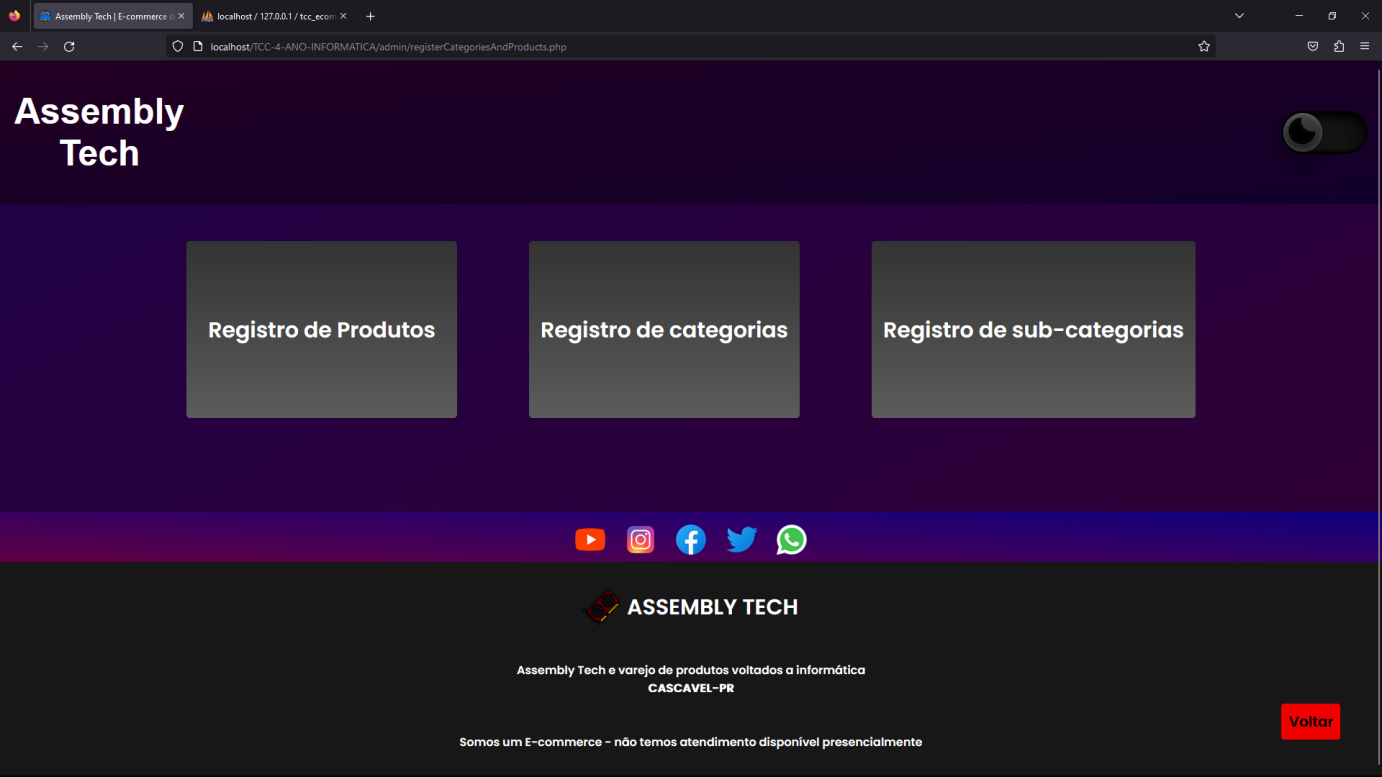 Assembly Tech | E-commerce d
localhost / 127.0.0.1 / tcc_ecom
localhost/TCC-4-ANO-INFORMATICA/admin/registerCategoriesAndProducts.php
Assembly
Tech
Registro de Produtos
Registro de categorias
Registro de sub-categorias
ASSEMBLY TECH
Assembly Tech e varejo de produtos voltados a informática
CASCAVEL-PR
Voltar
Somos um E-commerce - não temos atendimento disponível presencialmente